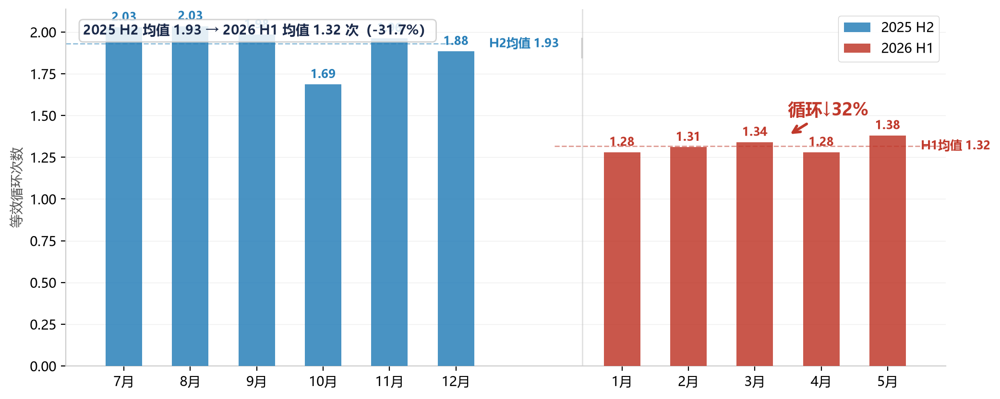 2.03
2.03
1.98
1.96
2025 H2 均值 1.93 → 2026 H1 均值 1.32 次 (-31.7%)
1.88
H2均值 1.93
2025 H2
2026 H1
1.69
循环↓32%
1.28
1.31
1.34
1.28
1.38
H1均值 1.32
等效循环次数
2.00
1.75
1.50
1.25
1.00
0.75
0.50
0.25
0.00
7月
8月
9月
10月
11月
12月
1月
2月
3月
4月
5月